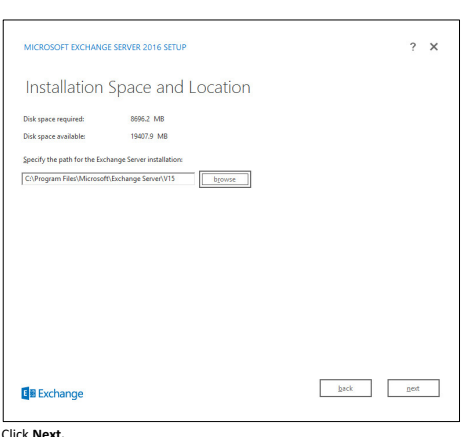 MICROSOFT EXCHANGE SERVER 2016 SETUP ? ✕
Installation Space and Location
Disk space required: 8696.2 MB
Disk space available: 19407.9 MB
Specify the path for the Exchange Server installation:
C:\Program Files\Microsoft\Exchange Server\V15 browse
E Exchange back next
Click Next.